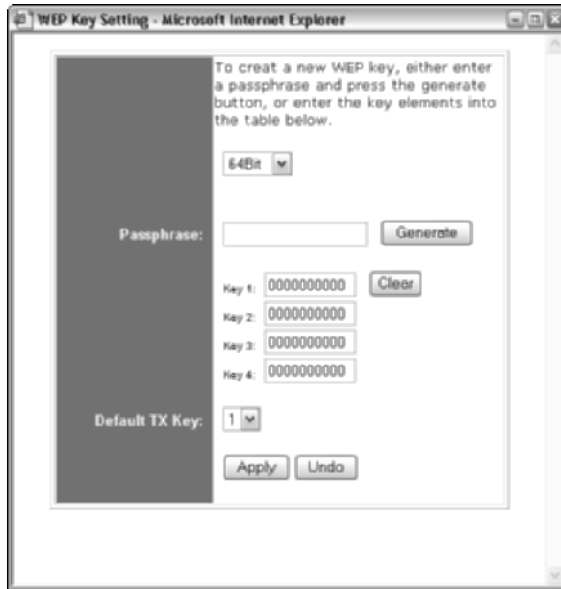 WEP Key Setting - Microsoft Internet Explorer
To creat a new WEP key, either enter
a passphrase and press the generate
button, or enter the key elements into
the table below.
64Bit
Passphrase: Generate
Key 1: 0000000000 Clear
Key 2: 0000000000
Key 3: 0000000000
Key 4: 0000000000
Default TX Key: 1
Apply Undo